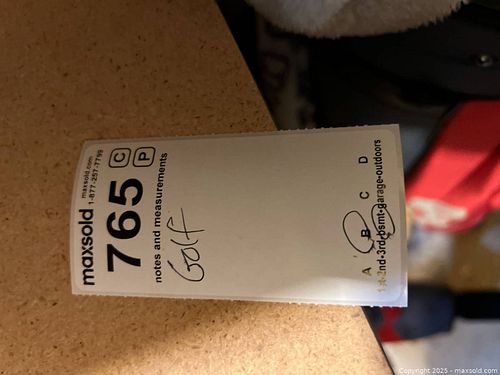 maxsold
maxsold.com
1-877-257-7799
765
C
P
notes and measurements
Golf
A B C D
1st-2nd-3rd-bsmt-garage-outdoors
Copyright 2025 - maxsold.com